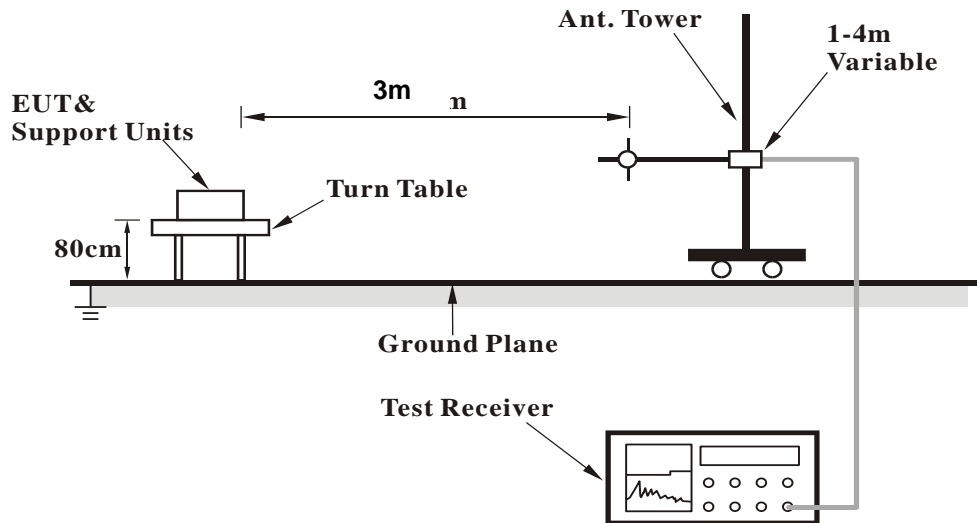 Ant. Tower
1-4m
Variable
3m
EUT&
Support Units
Turn Table
80cm
Ground Plane
Test Receiver